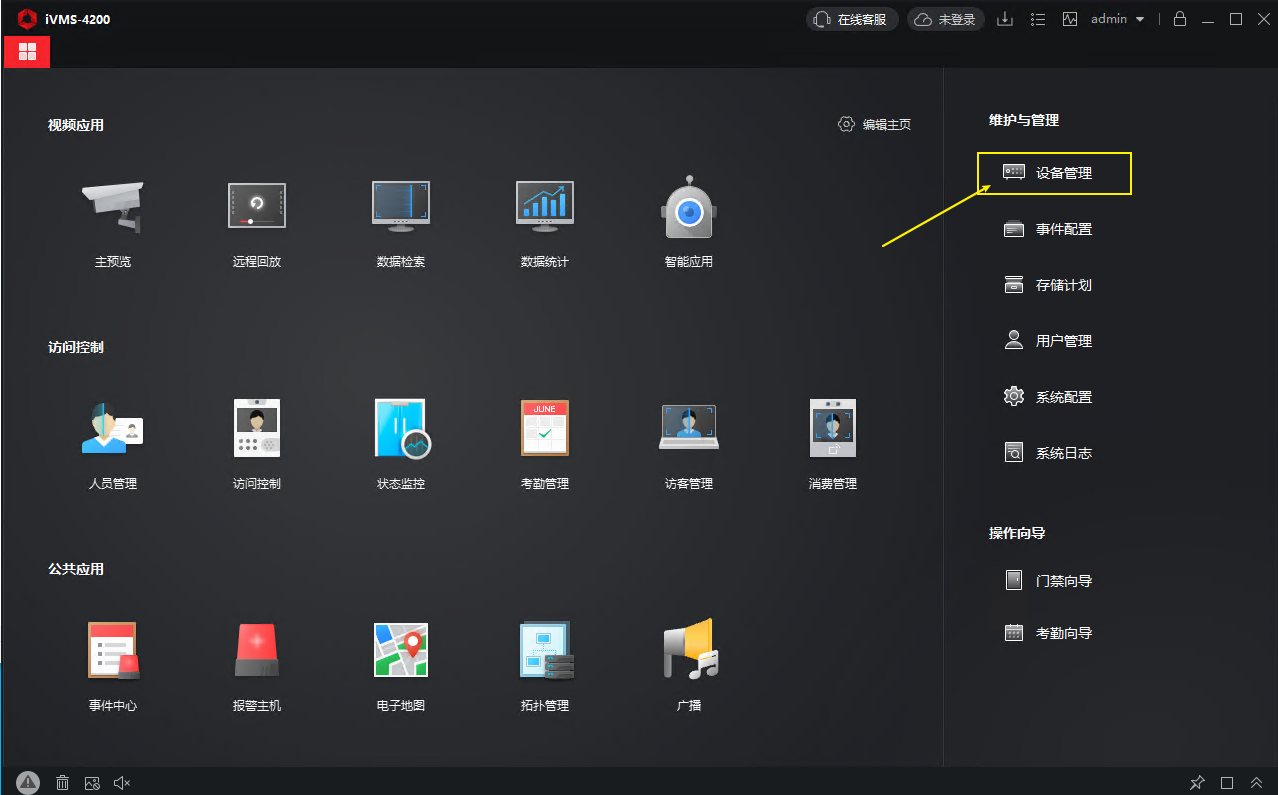 iVMS-4200
在线客服
未登录
admin
视频应用
编辑主页
主预览
远程回放
数据检索
数据统计
智能应用
访问控制
JUNE
人员管理
访问控制
状态监控
考勤管理
访客管理
消费管理
公共应用
事件中心
报警主机
电子地图
拓扑管理
广播
维护与管理
设备管理
事件配置
存储计划
用户管理
系统配置
系统日志
操作向导
门禁向导
考勤向导